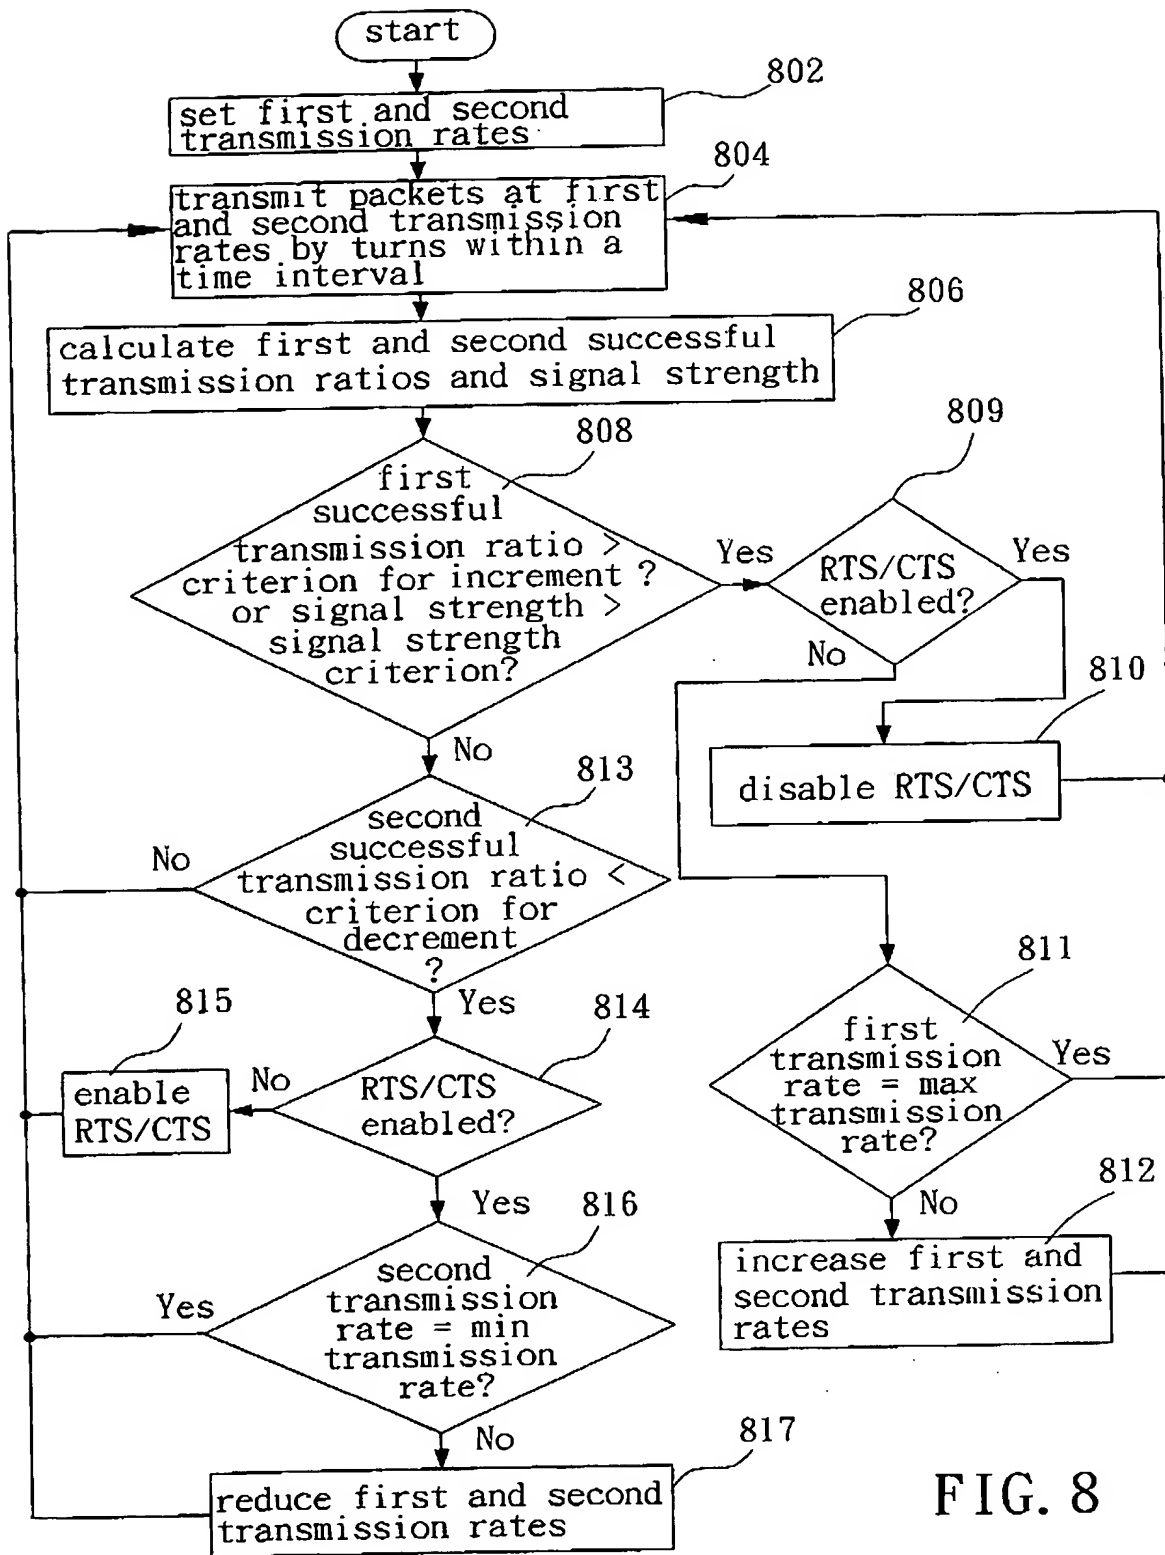 start
802
set first and second
transmission rates
804
transmit packets at first
and second transmission
rates by turns within a
time interval
806
calculate first and second successful
transmission ratios and signal strength
808
first
successful
transmission ratio >
criterion for increment ?
or signal strength >
signal strength
criterion?
Yes
No
809
RTS/CTS
enabled?
Yes
No
810
disable RTS/CTS
813
second
successful
transmission ratio <
criterion for
decrement
?
No
Yes
811
first
transmission
rate = max
transmission
rate?
Yes
No
815
enable
RTS/CTS
814
RTS/CTS
enabled?
No
Yes
812
increase first and
second transmission
rates
816
second
transmission
rate = min
transmission
rate?
Yes
No
817
reduce first and second
transmission rates
FIG. 8